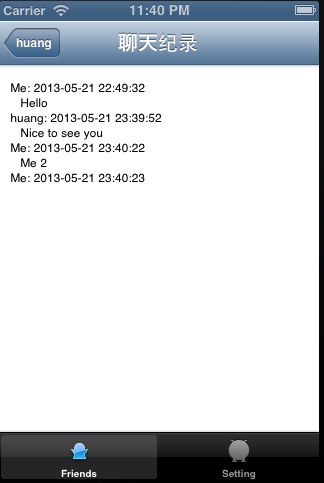 Carrier 11:40 PM
huang 聊天纪录
Me: 2013-05-21 22:49:32
Hello
huang: 2013-05-21 23:39:52
Nice to see you
Me: 2013-05-21 23:40:22
Me 2
Me: 2013-05-21 23:40:23
Friends Setting